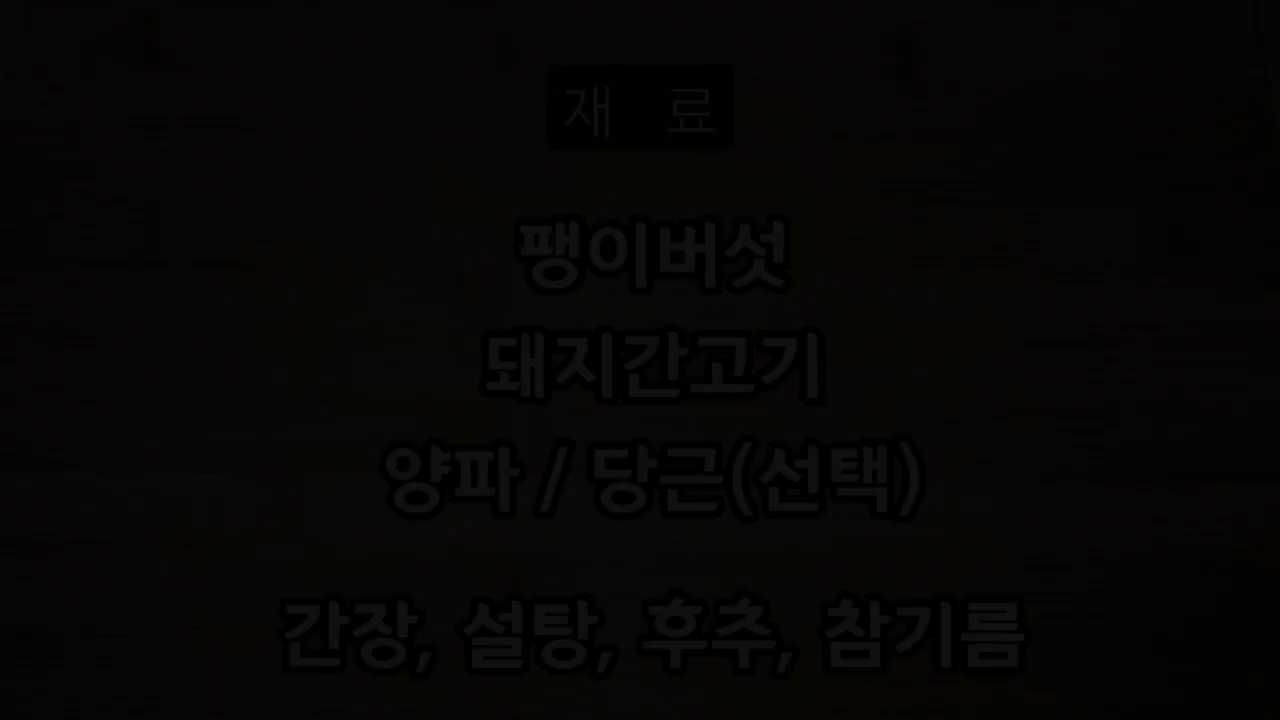 재 료
팽이버섯
돼지간고기
양파 / 당근(선택)
간장, 설탕, 후추, 참기름